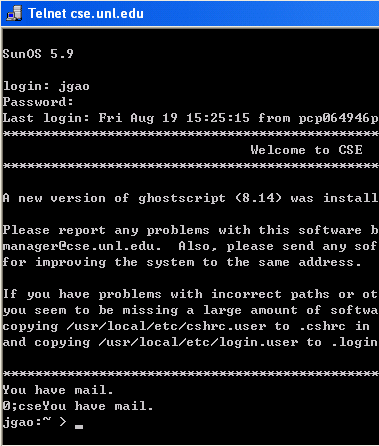 Telnet cse.unl.edu
SunOS 5.9
login: jgao
Password:
Last login: Fri Aug 19 15:25:15 from pcp064946p
*****************************************************
Welcome to CSE
*****************************************************
A new version of ghostscript (8.14) was install
Please report any problems with this software b
manager@cse.unl.edu.  Also, please send any sof
for improving the system to the same address.
If you have problems with incorrect paths or ot
you seem to be missing a large amount of softwa
copying /usr/local/etc/cshrc.user to .cshrc in
and copying /usr/local/etc/login.user to .login
*****************************************************
You have mail.
0;cseYou have mail.
jgao:~ > _